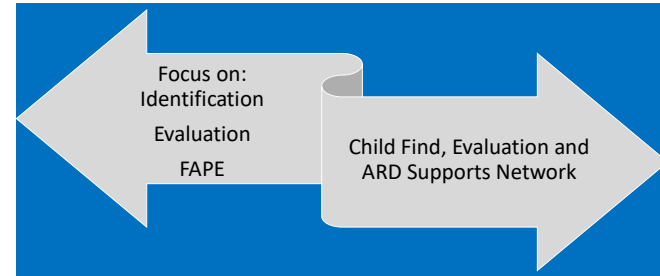 Focus on:
Identification
Evaluation
FAPE
Child Find, Evaluation and
ARD Supports Network